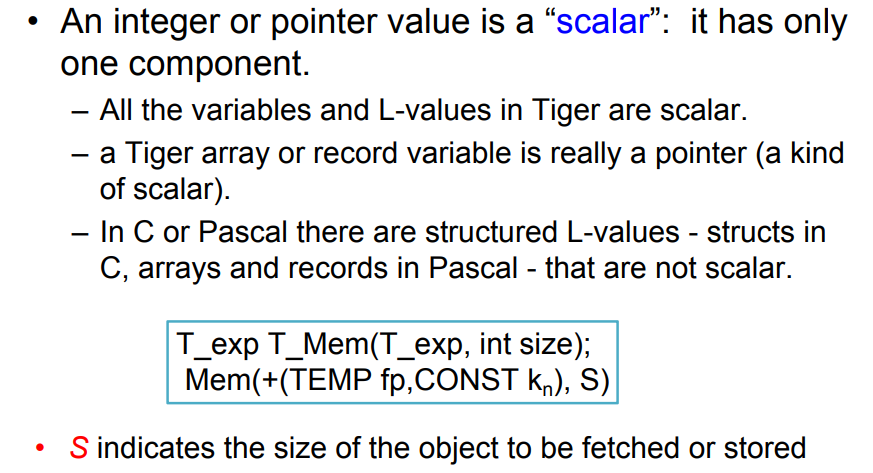 • An integer or pointer value is a “scalar”: it has only
one component.
– All the variables and L-values in Tiger are scalar.
– a Tiger array or record variable is really a pointer (a kind
of scalar).
– In C or Pascal there are structured L-values - structs in
C, arrays and records in Pascal - that are not scalar.
T_exp T_Mem(T_exp, int size);
Mem(+(TEMP fp,CONST kn), S)
• S indicates the size of the object to be fetched or stored